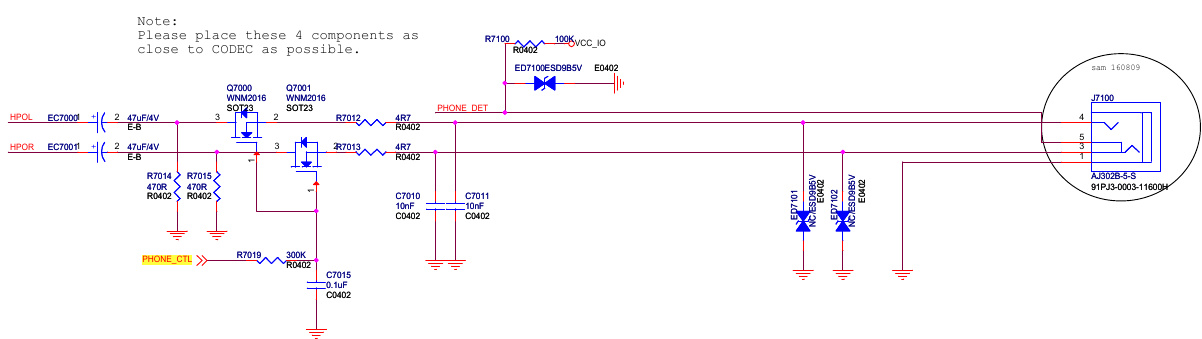 Note:
Please place these 4 components as
close to CODEC as possible.
R7100 100K VCC_IO
R0402
ED7100ESD9B5V E0402
sam 160809
Q7000 Q7001
WNM2016 WNM2016
SOT23 SOT23
PHONE_DET
J7100
HPOL EC7000 1 + 2 47uF/4V 3 2 R7012 4R7 4
E-B R0402
1 5
HPOR EC7001 1 + 2 47uF/4V 3 2 R7013 4R7 3
E-B R0402
1 1
R7014 R7015
470R 470R
R0402 R0402
AJ302B-5-S
91PJ3-0003-11600H
C7010 C7011
10nF 10nF
C0402 C0402
ED7101
NC/ESD9B5V
E0402
ED7102
NC/ESD9B5V
E0402
PHONE_CTL R7019 300K
R0402
C7015
0.1uF
C0402